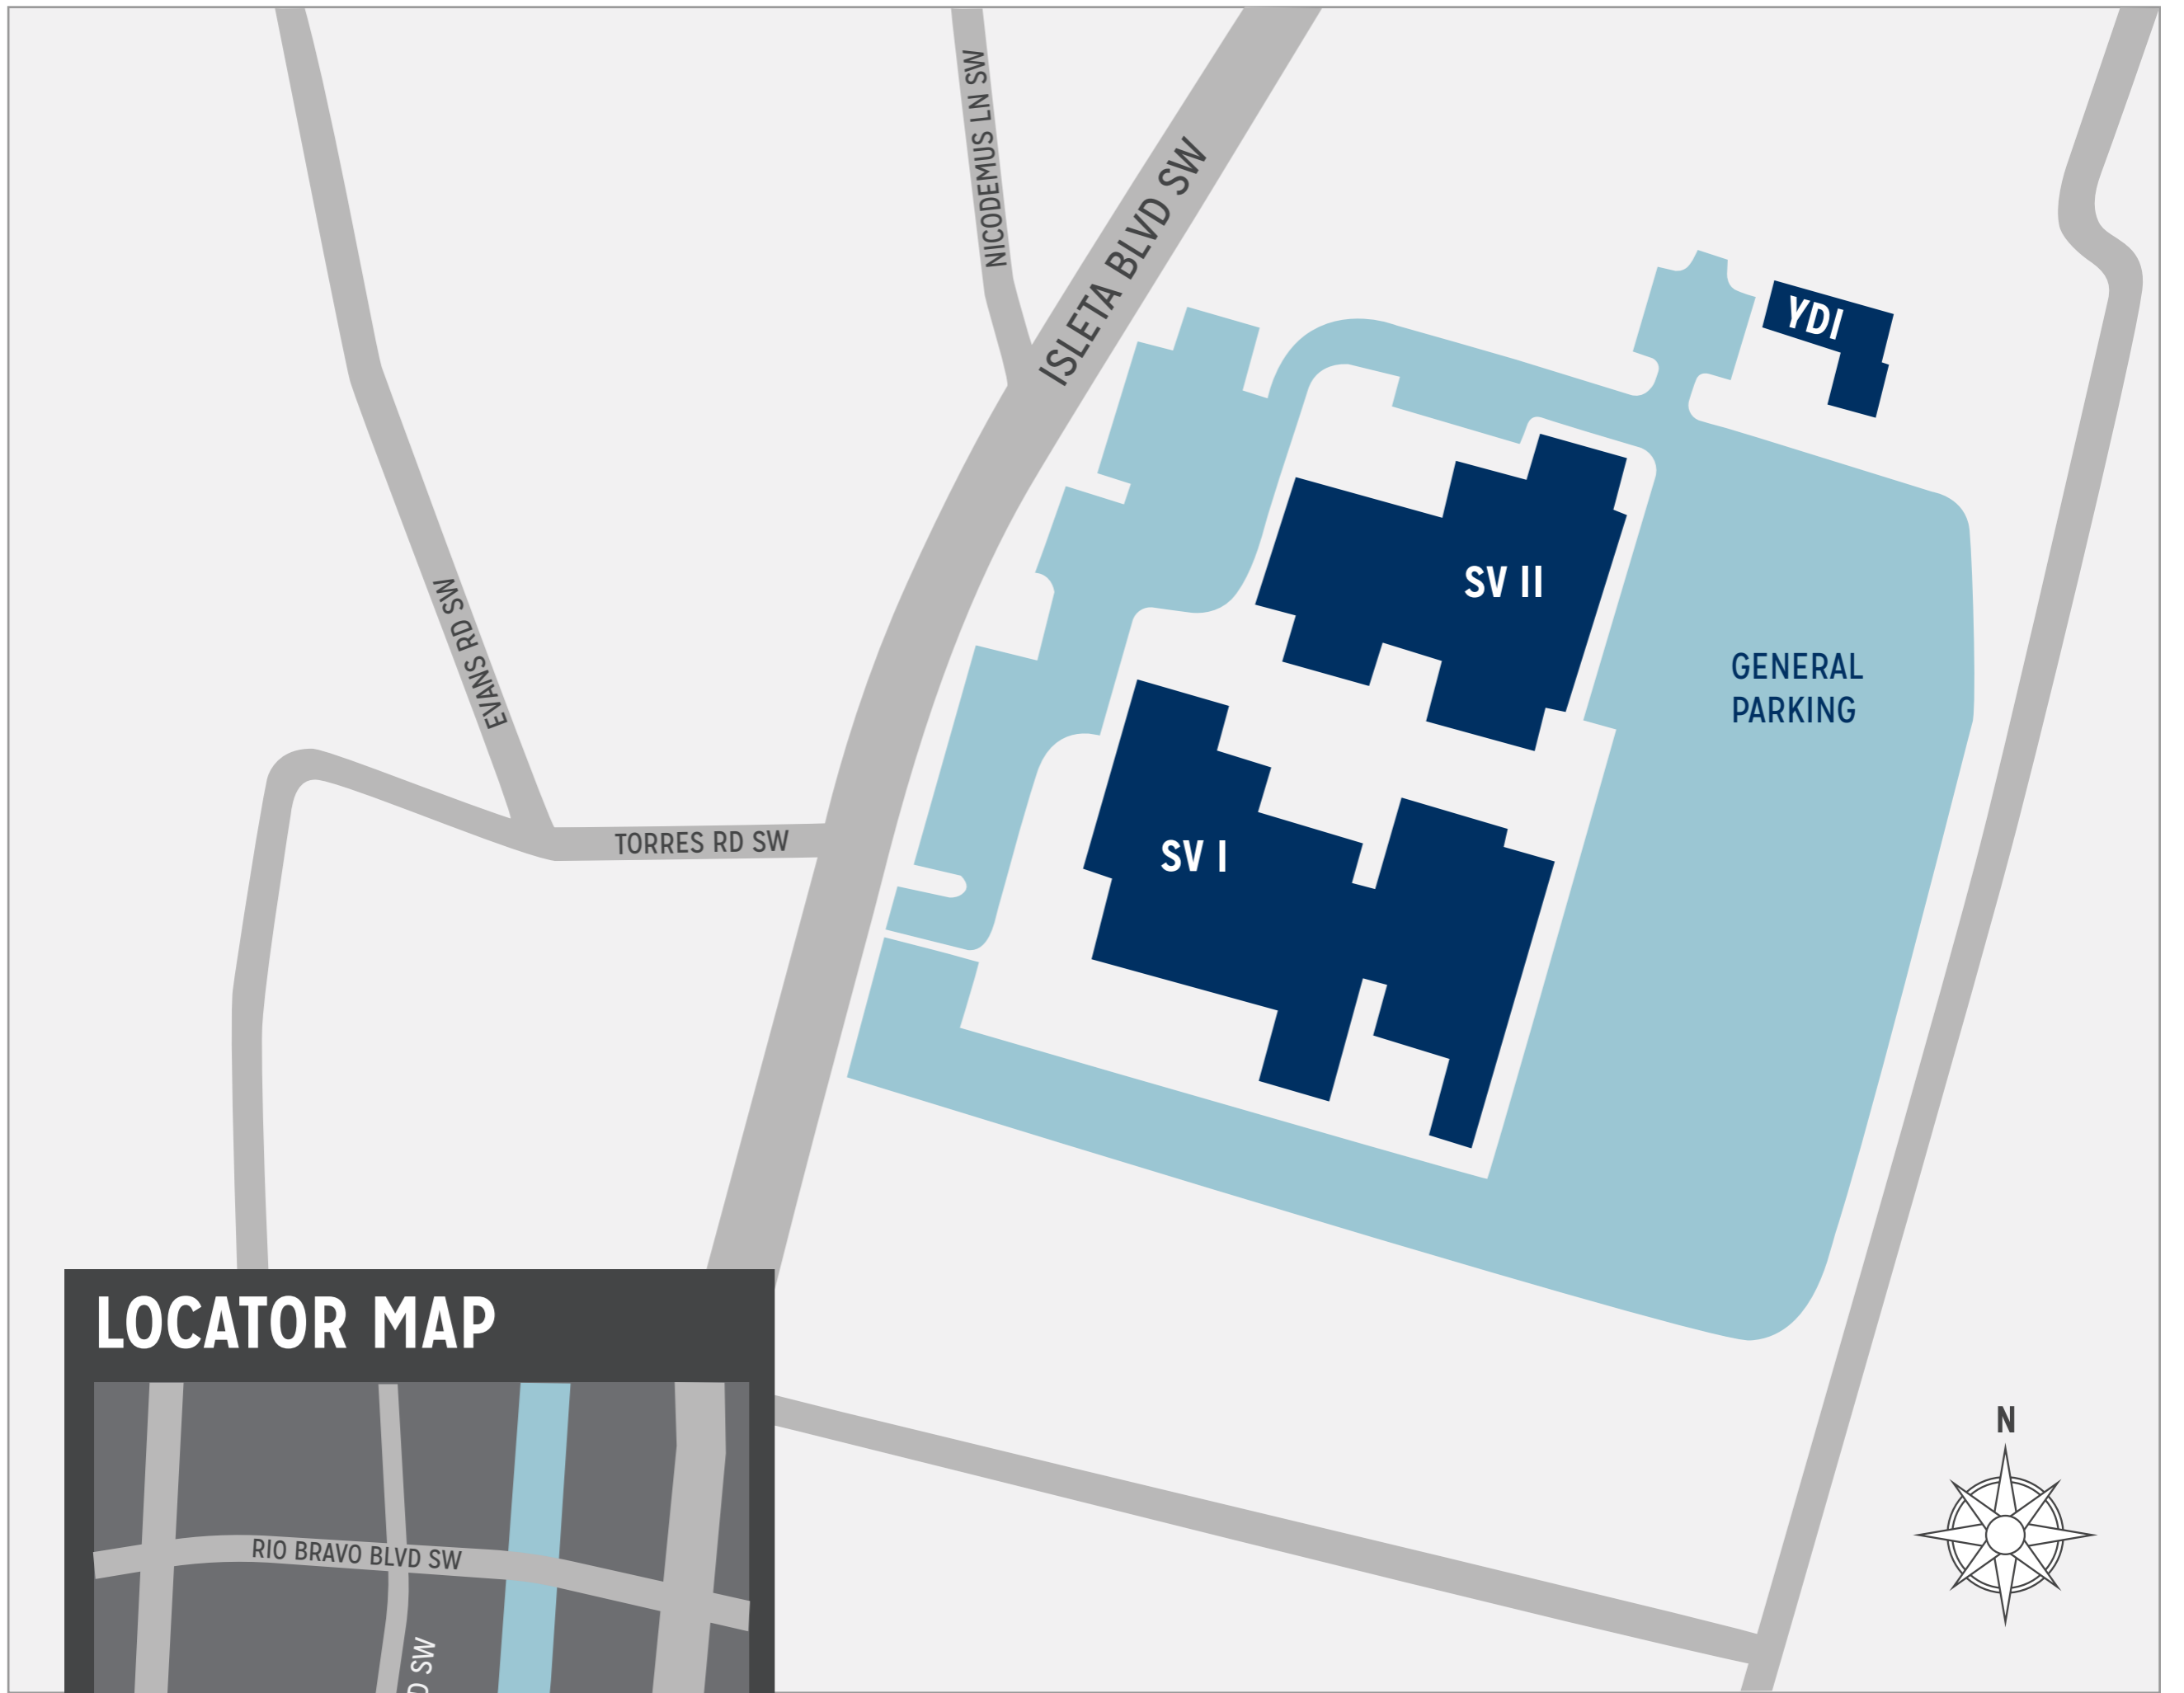 NICODEMUS LN SW
ISLETA BLVD SW
YDI
SV II
EVANS RD SW
GENERAL
PARKING
TORRES RD SW
SV I
LOCATOR MAP
N
RIO BRAVO BLVD SW
SW